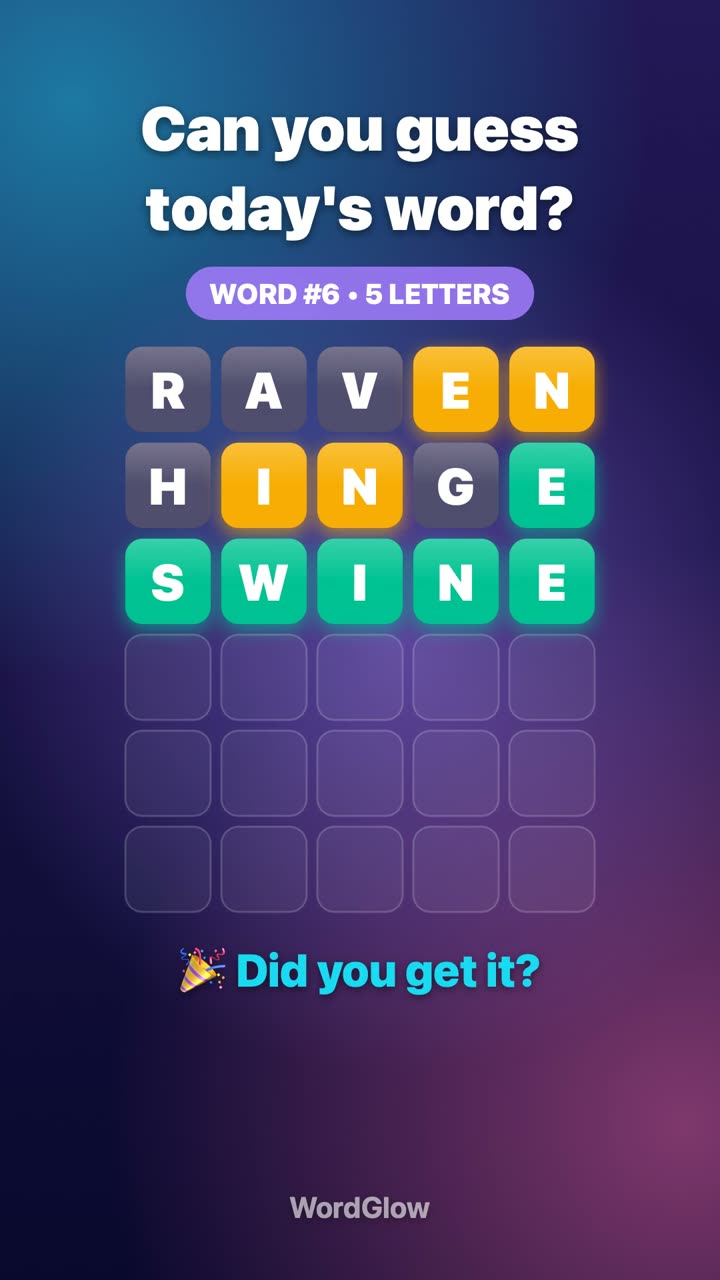 Can you guess
today's word?
WORD #6 • 5 LETTERS
R A V E N
H I N G E
S W I N E
🎉 Did you get it?
WordGlow